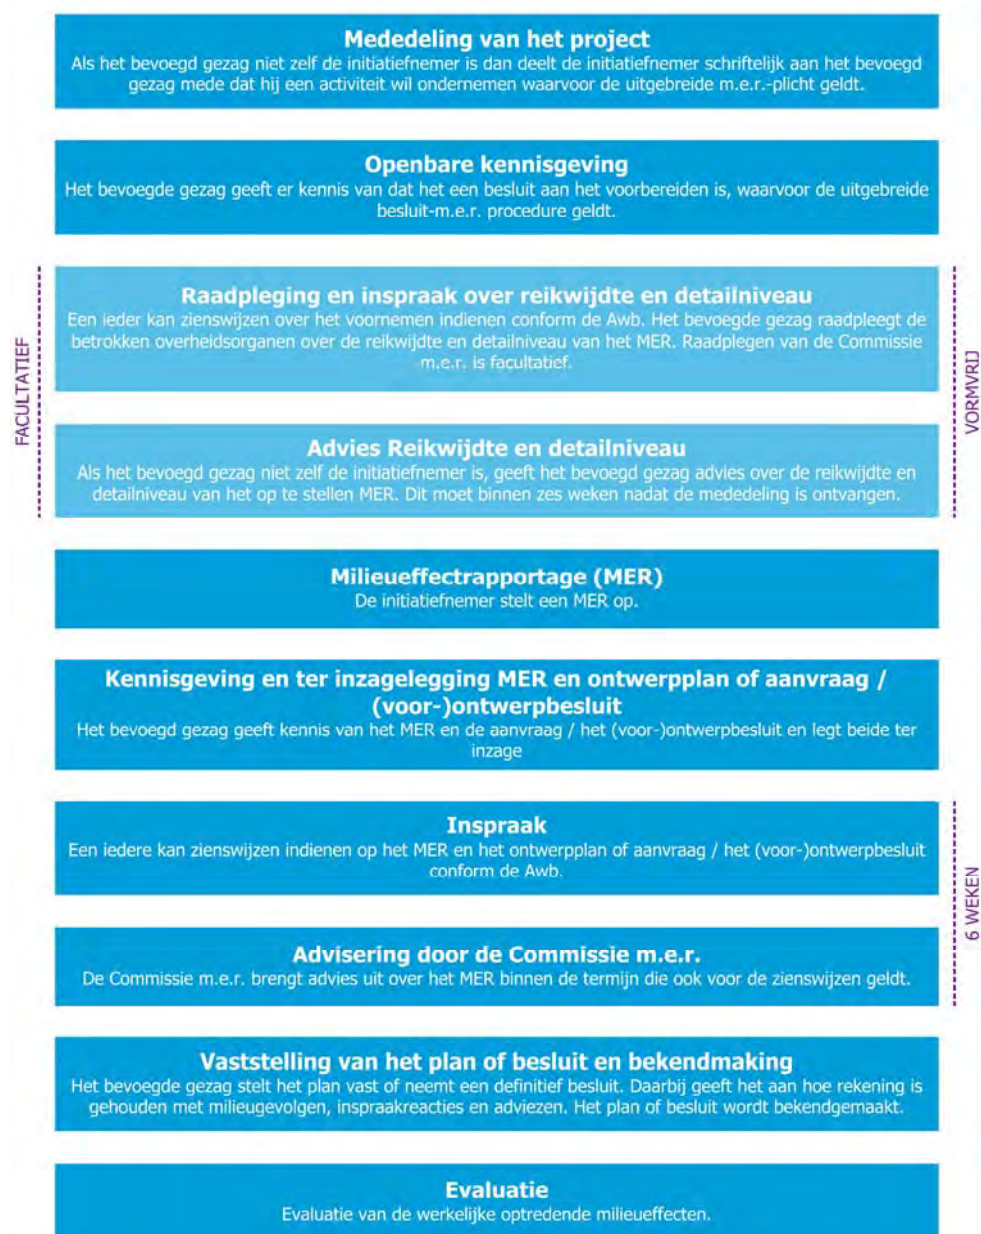 Mededeling van het project
Als het bevoegd gezag niet zelf de initiatiefnemer is dan deelt de initiatiefnemer schriftelijk aan het bevoegd
gezag mede dat hij een activiteit wil ondernemen waarvoor de uitgebreide m.e.r.-plicht geldt.
Openbare kennisgeving
Het bevoegde gezag geeft er kennis van dat het een besluit aan het voorbereiden is, waarvoor de uitgebreide
besluit-m.e.r. procedure geldt.
FACULTATIEF
Raadpleging en inspraak over reikwijdte en detailniveau
Een ieder kan zienswijzen over het voornemen indienen conform de Awb. Het bevoegde gezag raadpleegt de
betrokken overheidsorganen over de reikwijdte en detailniveau van het MER. Raadplegen van de Commissie
m.e.r. is facultatief.
VORMVRIJ
Advies Reikwijdte en detailniveau
Als het bevoegd gezag niet zelf de initiatiefnemer is, geeft het bevoegd gezag advies over de reikwijdte en
detailniveau van het op te stellen MER. Dit moet binnen zes weken nadat de mededeling is ontvangen.
Milieueffectrapportage (MER)
De initiatiefnemer stelt een MER op.
Kennisgeving en ter inzagelegging MER en ontwerpplan of aanvraag /
(voor-)ontwerpbesluit
Het bevoegd gezag geeft kennis van het MER en de aanvraag / het (voor-)ontwerpbesluit en legt beide ter
inzage
Inspraak
Een iedere kan zienswijzen indienen op het MER en het ontwerpplan of aanvraag / het (voor-)ontwerpbesluit
conform de Awb.
6 WEKEN
Advisering door de Commissie m.e.r.
De Commissie m.e.r. brengt advies uit over het MER binnen de termijn die ook voor de zienswijzen geldt.
Vaststelling van het plan of besluit en bekendmaking
Het bevoegde gezag stelt het plan vast of neemt een definitief besluit. Daarbij geeft het aan hoe rekening is
gehouden met milieugevolgen, inspraakreacties en adviezen. Het plan of besluit wordt bekendgemaakt.
Evaluatie
Evaluatie van de werkelijke optredende milieueffecten.